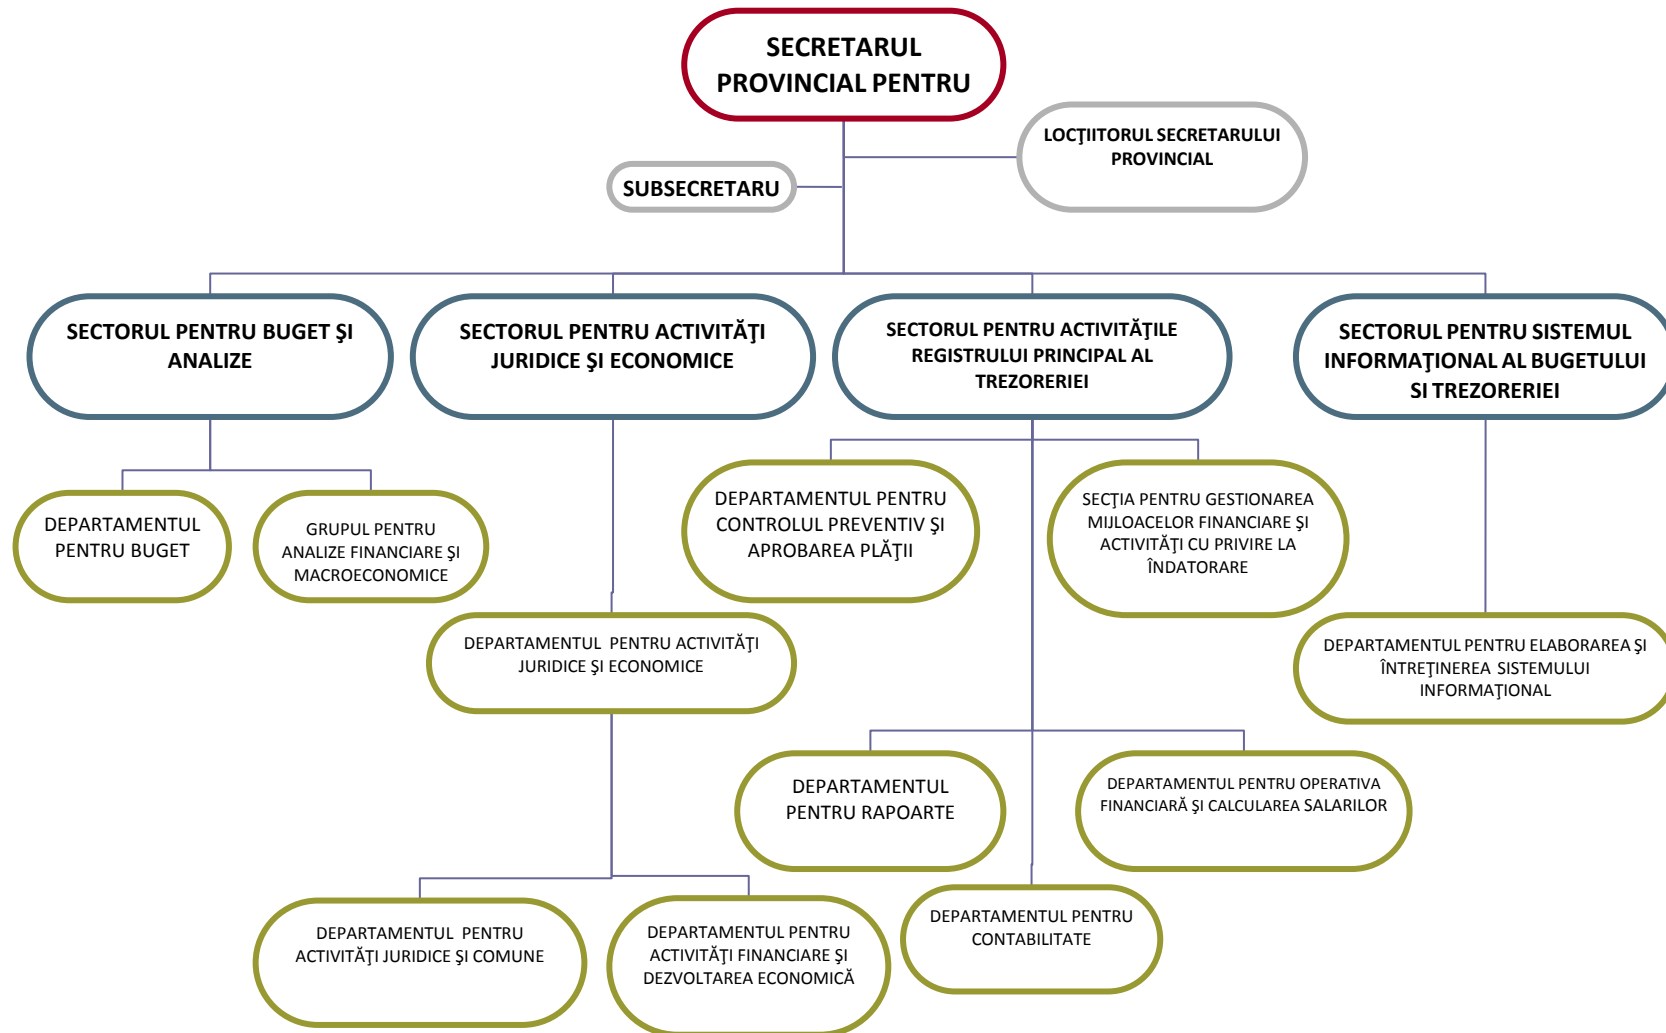 SECRETARUL
PROVINCIAL PENTRU
LOCŢIITORUL SECRETARULUI
PROVINCIAL
SUBSECRETARU
SECTORUL PENTRU BUGET ŞI
ANALIZE
SECTORUL PENTRU ACTIVITĂŢI
JURIDICE ŞI ECONOMICE
SECTORUL PENTRU ACTIVITĂŢILE
REGISTRULUI PRINCIPAL AL
TREZORERIEI
SECTORUL PENTRU SISTEMUL
INFORMAŢIONAL AL BUGETULUI
SI TREZORERIEI
DEPARTAMENTUL
PENTRU BUGET
GRUPUL PENTRU
ANALIZE FINANCIARE ŞI
MACROECONOMICE
DEPARTAMENTUL PENTRU
CONTROLUL PREVENTIV ŞI
APROBAREA PLĂŢII
SECŢIA PENTRU GESTIONAREA
MIJLOACELOR FINANCIARE ŞI
ACTIVITĂŢI CU PRIVIRE LA
ÎNDATORARE
DEPARTAMENTUL PENTRU ACTIVITĂŢI
JURIDICE ŞI ECONOMICE
DEPARTAMENTUL PENTRU ELABORAREA ŞI
ÎNTREŢINEREA SISTEMULUI
INFORMAŢIONAL
DEPARTAMENTUL
PENTRU RAPOARTE
DEPARTAMENTUL PENTRU OPERATIVA
FINANCIARĂ ŞI CALCULAREA SALARILOR
DEPARTAMENTUL PENTRU
ACTIVITĂŢI JURIDICE ŞI COMUNE
DEPARTAMENTUL PENTRU
ACTIVITĂŢI FINANCIARE ŞI
DEZVOLTAREA ECONOMICĂ
DEPARTAMENTUL PENTRU
CONTABILITATE